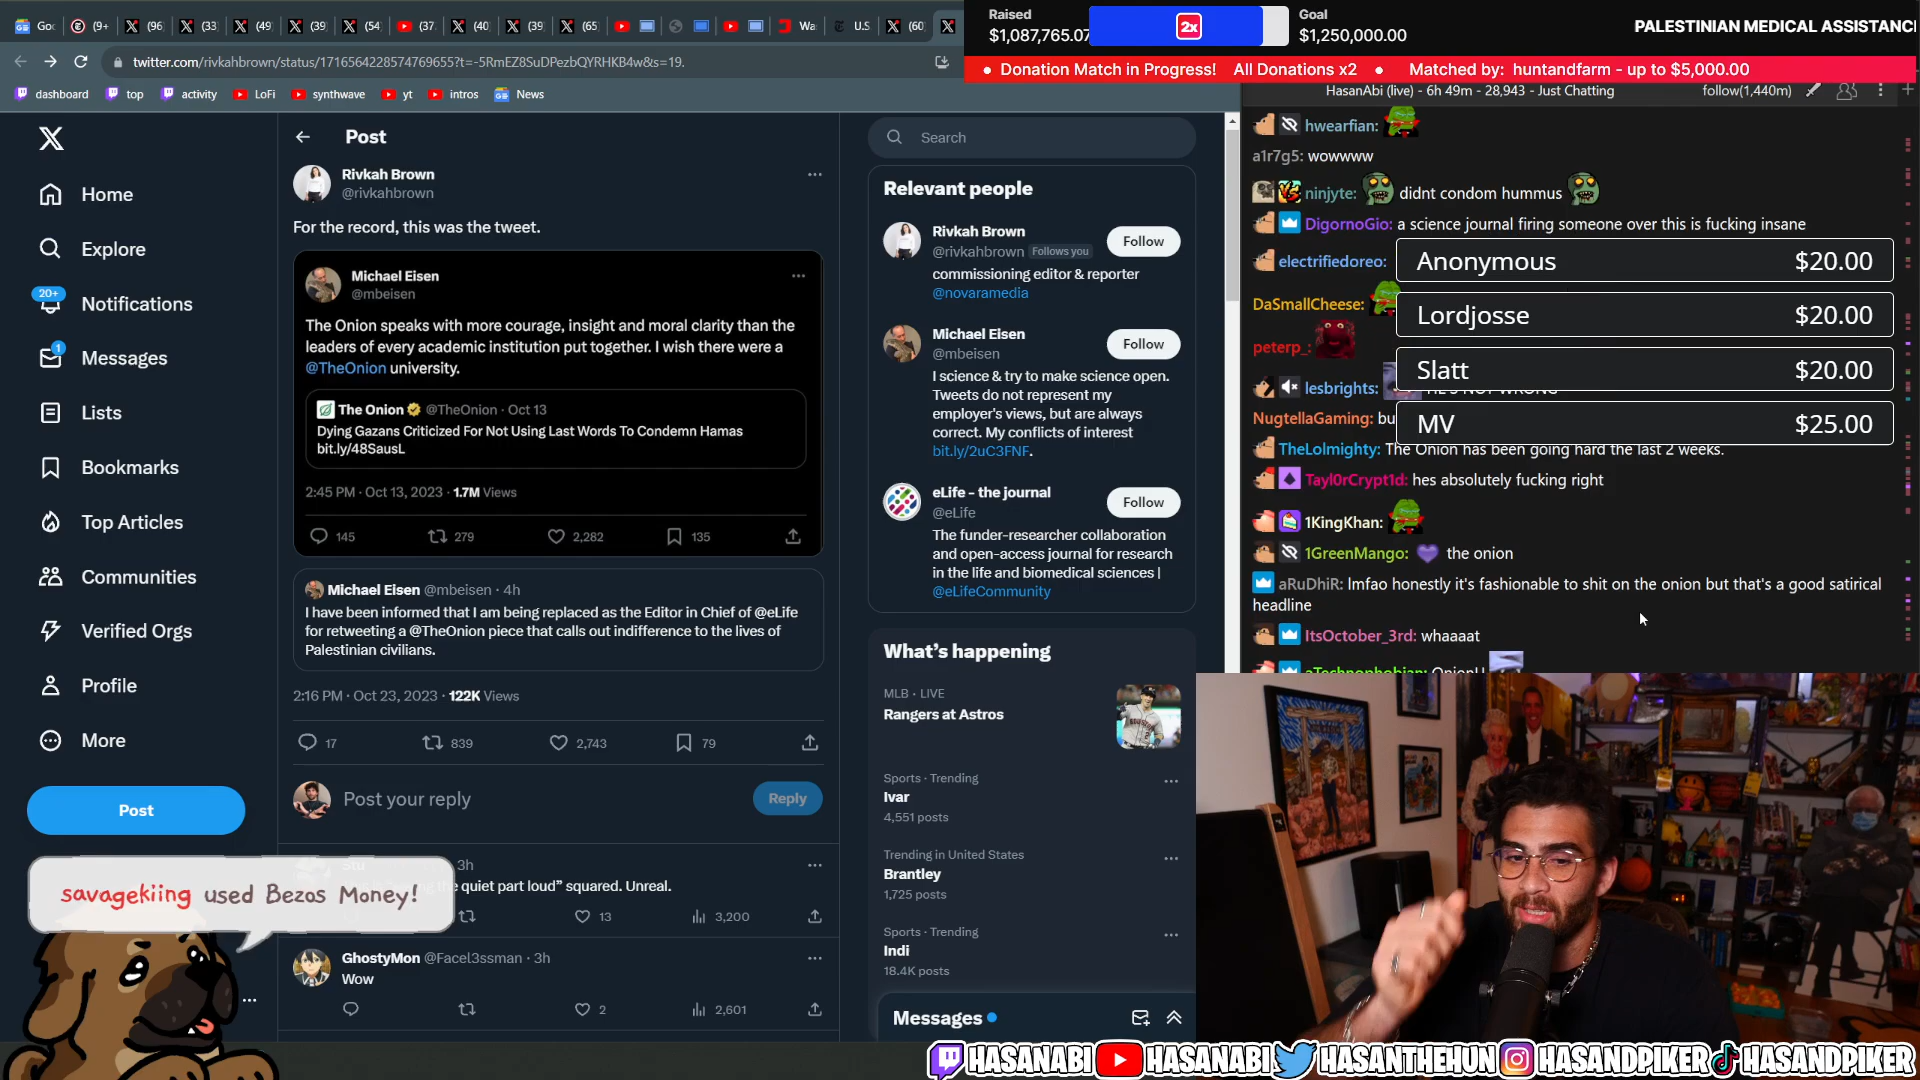 Goo
(9+
(96
(33
(49
(39
(54
(37
(40
(39
(65
Wa
U.S
(60
twitter.com/rivkahbrown/status/1716564228574769655?t=-5RmEZ8SuDPezbQYRHKB4w&s=19.
dashboard
top
activity
LoFi
synthwave
yt
intros
News
Raised
$1,087,765.07
2x
Goal
$1,250,000.00
PALESTINIAN MEDICAL ASSISTANC
• Donation Match in Progress! All Donations x2 • Matched by: huntandfarm - up to $5,000.00
Home
Explore
20+
Notifications
1
Messages
Lists
Bookmarks
Top Articles
Communities
Verified Orgs
Profile
More
Post
Post
Rivkah Brown
@rivkahbrown
For the record, this was the tweet.
Michael Eisen
@mbeisen
The Onion speaks with more courage, insight and moral clarity than the
leaders of every academic institution put together. I wish there were a
@TheOnion university.
The Onion @TheOnion · Oct 13
Dying Gazans Criticized For Not Using Last Words To Condemn Hamas
bit.ly/48SausL
2:45 PM · Oct 13, 2023 · 1.7M Views
145
279
2,282
135
Michael Eisen @mbeisen · 4h
I have been informed that I am being replaced as the Editor in Chief of @eLife
for retweeting a @TheOnion piece that calls out indifference to the lives of
Palestinian civilians.
2:16 PM · Oct 23, 2023 · 122K Views
17
839
2,743
79
Post your reply
Reply
Stu
3h
the quiet part loud” squared. Unreal.
13
3,200
GhostyMon @Facel3ssman · 3h
Wow
2
2,601
savagekiing used Bezos Money!
Search
Relevant people
Rivkah Brown
@rivkahbrown Follows you
Follow
commissioning editor & reporter
@novaramedia
Michael Eisen
@mbeisen
Follow
I science & try to make science open.
Tweets do not represent my
employer's views, but are always
correct. My conflicts of interest
bit.ly/2uC3FNF.
eLife - the journal
@eLife
Follow
The funder-researcher collaboration
and open-access journal for research
in the life and biomedical sciences |
@eLifeCommunity
What’s happening
MLB · LIVE
Rangers at Astros
Sports · Trending
Ivar
4,551 posts
Trending in United States
Brantley
1,725 posts
Sports · Trending
Indi
18.4K posts
Messages
HasanAbi (live) - 6h 49m - 28,943 - Just Chatting
follow(1,440m)
hwearfian:
a1r7g5: wowwww
ninjyte: didnt condom hummus
DigornoGio: a science journal firing someone over this is fucking insane
electrifiedoreo:
Anonymous $20.00
DaSmallCheese:
Lordjosse $20.00
peterp_:
Slatt $20.00
lesbrights:
NugtellaGaming: bu
MV $25.00
TheLolmighty: The Onion has been going hard the last 2 weeks.
Tayl0rCrypt1d: hes absolutely fucking right
1KingKhan:
1GreenMango: the onion
aRuDhiR: lmfao honestly it's fashionable to shit on the onion but that's a good satirical
headline
ItsOctober_3rd: whaaaat
aTechnophobian: OnionU
HASANABI HASANABI HASANTHEHUN HASANDPIKER HASANDPIKER